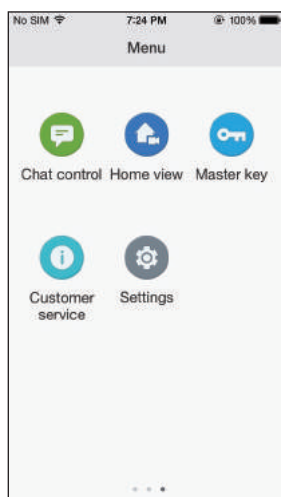 No SIM 7:24 PM 100%
Menu
Chat control Home view Master key
Customer
service
Settings